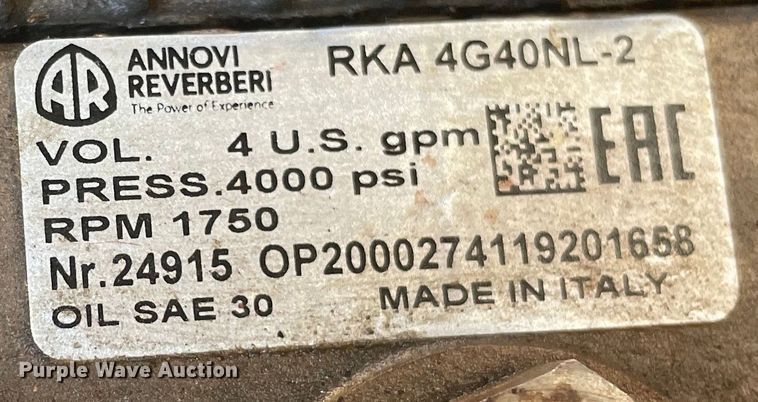 AR ANNOVI
REVERBERI
The Power of Experience
RKA 4G40NL-2
VOL. 4 U.S. gpm
PRESS. 4000 psi
EAC
RPM 1750
Nr.24915 OP2000274119201658
OIL SAE 30 MADE IN ITALY
Purple Wave Auction